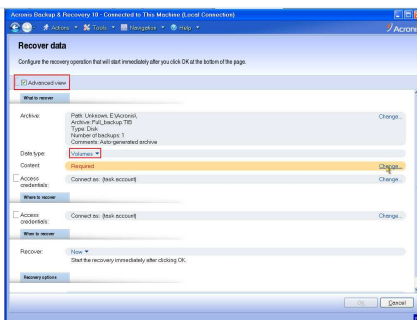 Acronis Backup & Recovery 10 - Connected to This Machine (Local Connection)
Actions Tools Navigation Help
Acroni
Recover data
Configure the recovery operation that will start immediately after you click OK at the bottom of the page.
Advanced view
What to recover
Archive: Path: Unknown, E:\Acronis\, Change...
Archive: Full_backup.TIB
Type: Disk
Number of backups: 1
Comments: Auto-generated archive
Data type: Volumes
Content: Required Change...
Access credentials: Connect as: (task account) Change...
Where to recover
Access credentials: Connect as: (task account) Change...
When to recover
Recover: Now
Start the recovery immediately after clicking OK.
Recovery options
OK Cancel